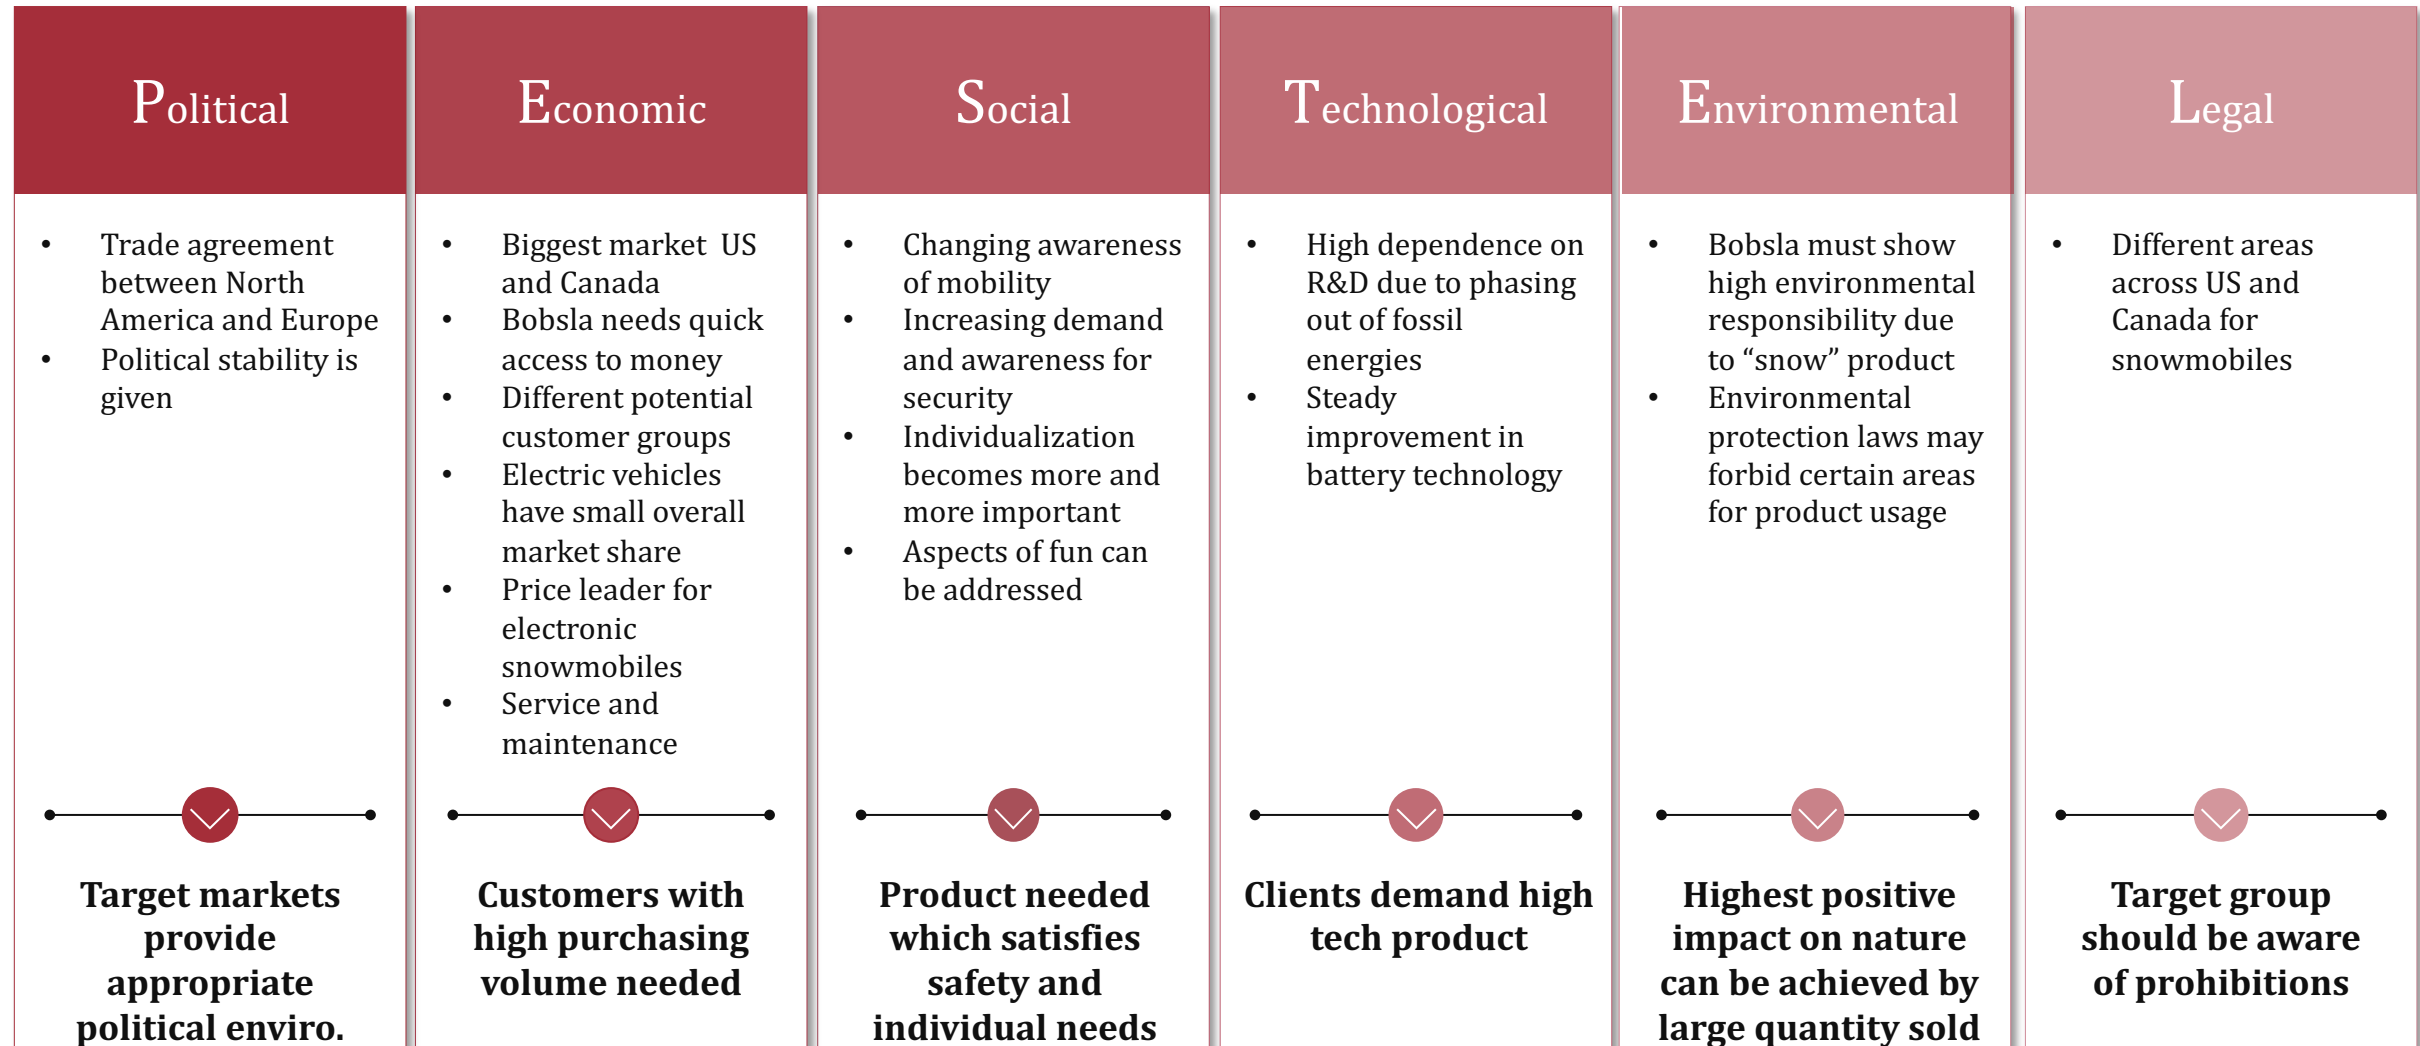 Political
• Trade agreement
between North
America and Europe
• Political stability is
given
Target markets
provide
appropriate
political enviro.
Economic
• Biggest market US
and Canada
• Bobsla needs quick
access to money
• Different potential
customer groups
• Electric vehicles
have small overall
market share
• Price leader for
electronic
snowmobiles
• Service and
maintenance
Customers with
high purchasing
volume needed
Social
• Changing awareness
of mobility
• Increasing demand
and awareness for
security
• Individualization
becomes more and
more important
• Aspects of fun can
be addressed
Product needed
which satisfies
safety and
individual needs
Technological
• High dependence on
R&D due to phasing
out of fossil
energies
• Steady
improvement in
battery technology
Clients demand high
tech product
Environmental
• Bobsla must show
high environmental
responsibility due
to “snow” product
• Environmental
protection laws may
forbid certain areas
for product usage
Highest positive
impact on nature
can be achieved by
large quantity sold
Legal
• Different areas
across US and
Canada for
snowmobiles
Target group
should be aware
of prohibitions